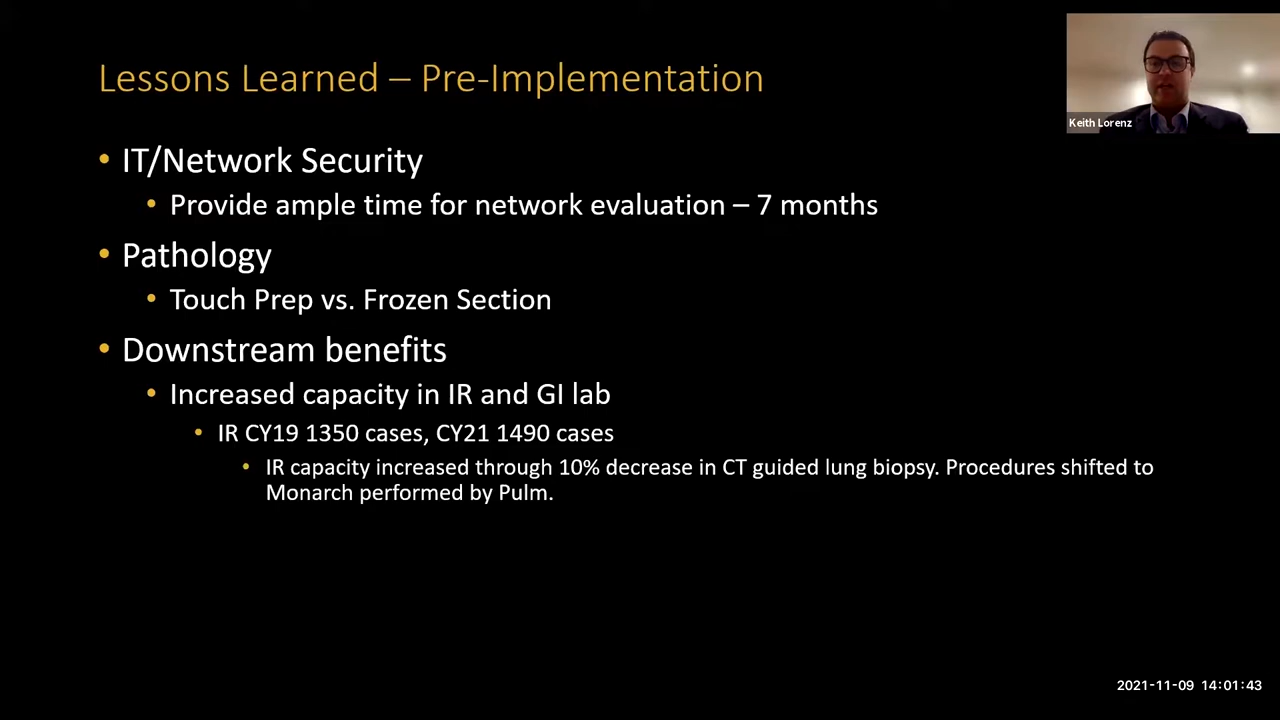 Lessons Learned – Pre-Implementation
Keith Lorenz
• IT/Network Security
• Provide ample time for network evaluation – 7 months
• Pathology
• Touch Prep vs. Frozen Section
• Downstream benefits
• Increased capacity in IR and GI lab
• IR CY19 1350 cases, CY21 1490 cases
• IR capacity increased through 10% decrease in CT guided lung biopsy. Procedures shifted to
Monarch performed by Pulm.
2021-11-09 14:01:43